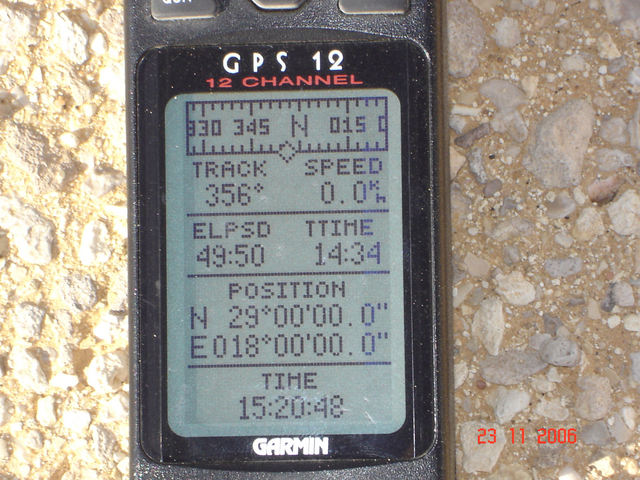 GPS 12
12 CHANNEL
330 345 N 015
TRACK SPEED
356° 0.0
ELPSD TTIME
49:50 14:34
POSITION
N 29°00'00.0"
E018°00'00.0"
TIME
15:20:48
GARMIN
23 11 2006